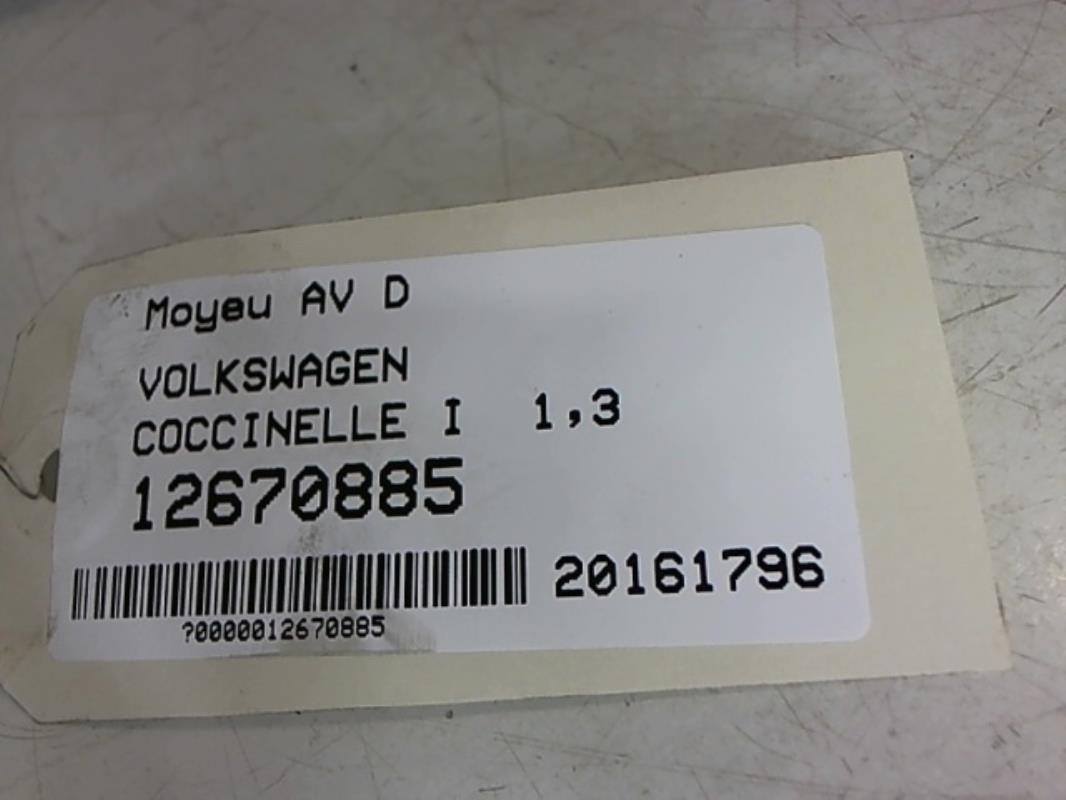 Moyeu AV D
VOLKSWAGEN
COCCINELLE I 1,3
12670885
20161796
?0000012670885